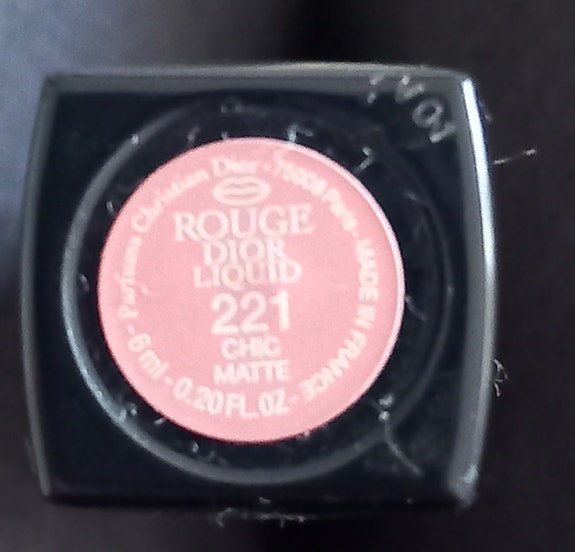 Parfums Christian Dior - 75008 Paris - MADE IN FRANCE
ROUGE
DIOR
LIQUID
221
CHIC
MATTE
- 6 ml - 0.20 FL.OZ -